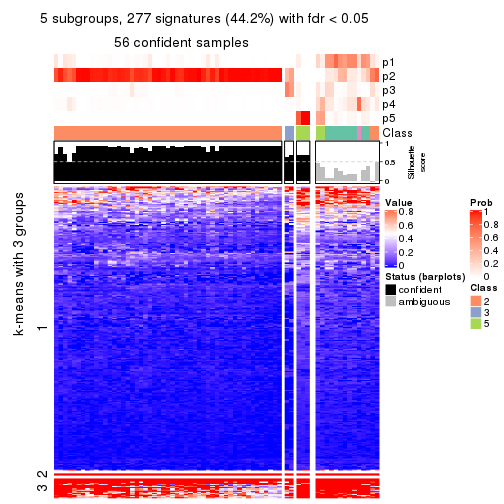 5 subgroups, 277 signatures (44.2%) with fdr < 0.05
56 confident samples
p1
p2
p3
p4
p5
Class
1
0.5
0
Silhouette
score
k-means with 3 groups
1
2
3
Value
0.8
0.6
0.4
0.2
0
Status (barplots)
confident
ambiguous
Prob
1
0.8
0.6
0.4
0.2
0
Class
2
3
5